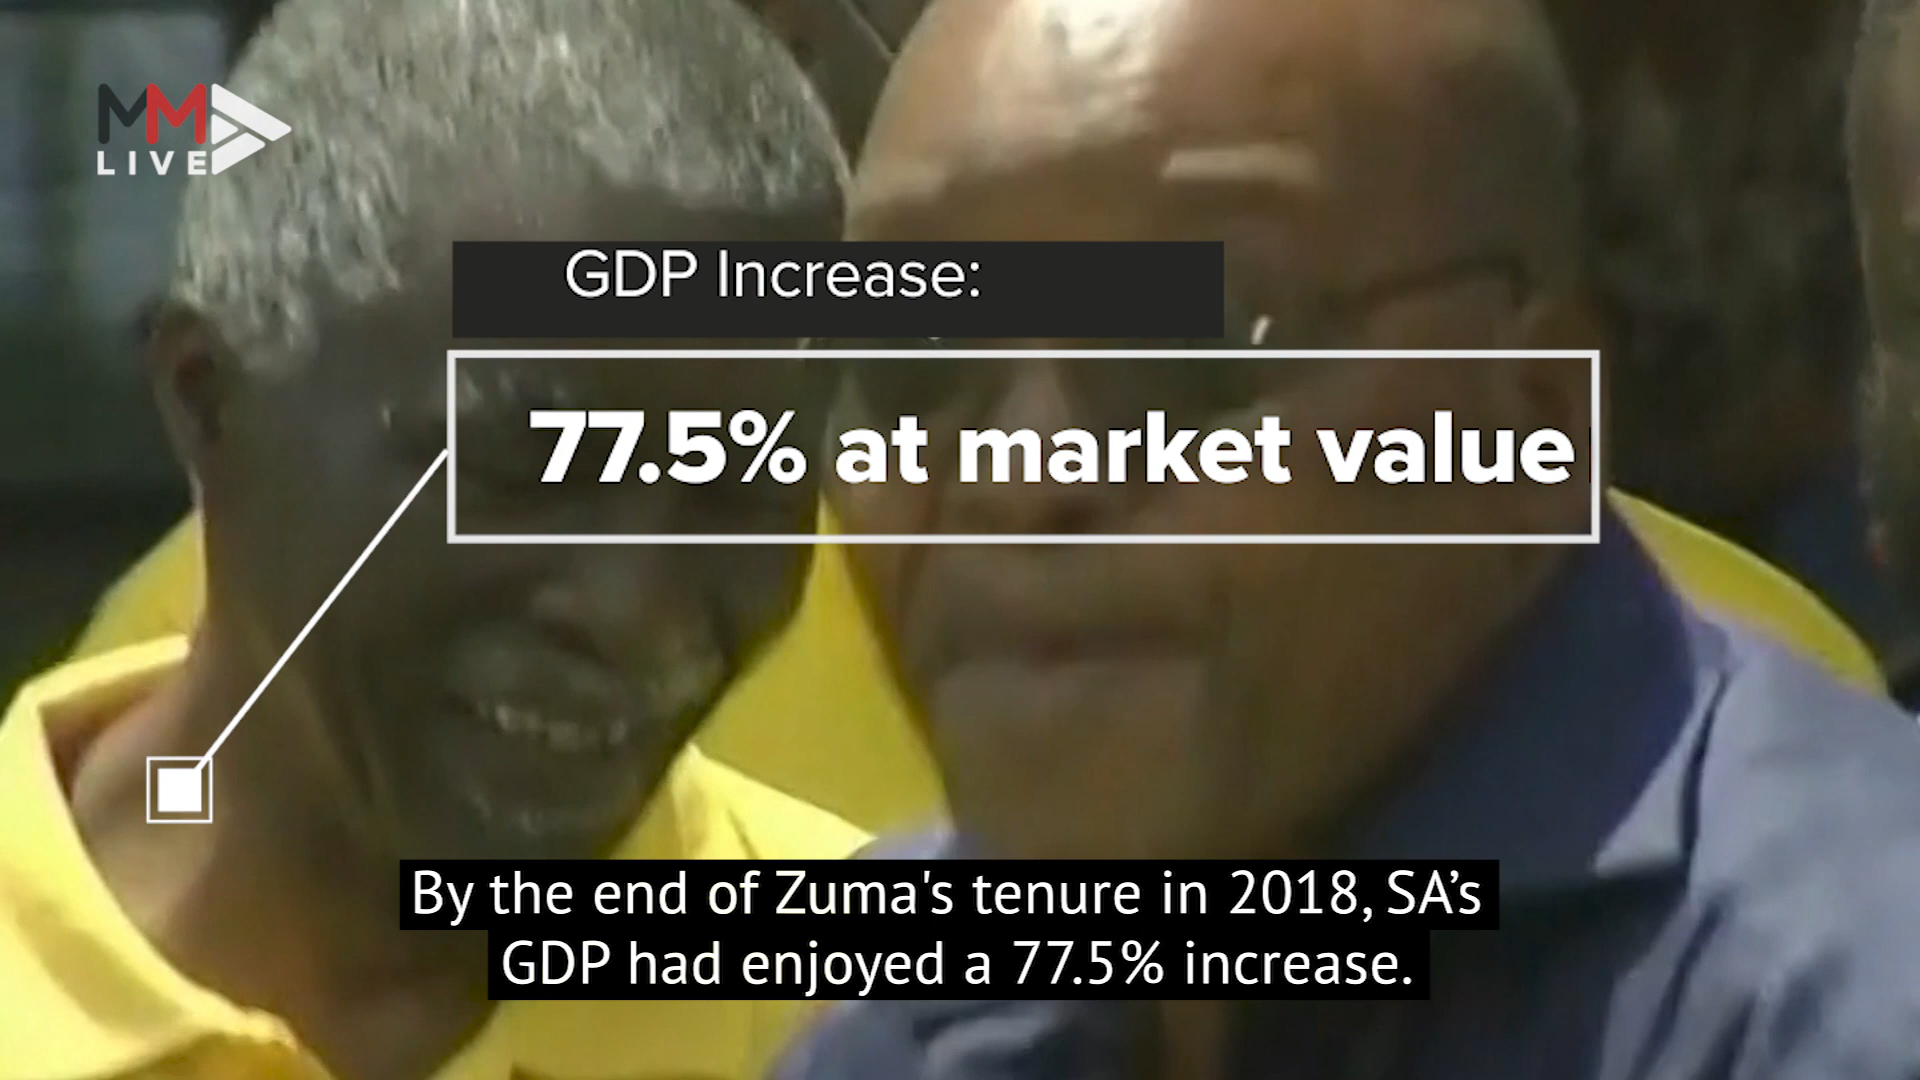 MM
LIVE
GDP Increase:
77.5% at market value
By the end of Zuma's tenure in 2018, SA’s
GDP had enjoyed a 77.5% increase.